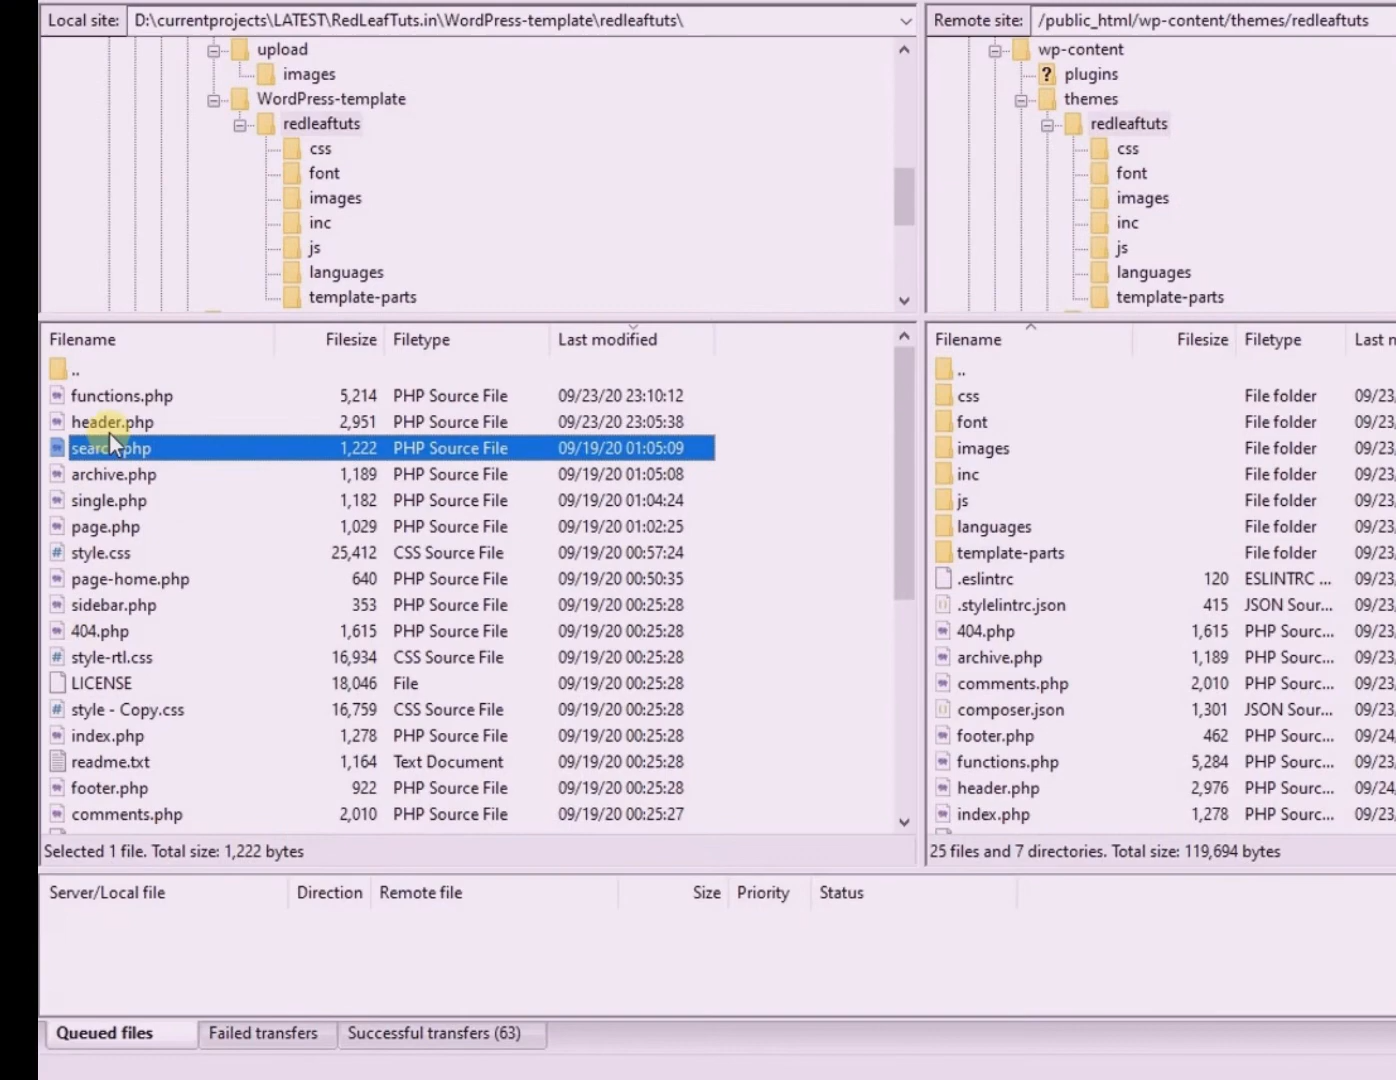 Local site: D:\currentprojects\LATEST\RedLeafTuts.in\WordPress-template\redleaftuts\
upload
images
WordPress-template
redleaftuts
css
font
images
inc
js
languages
template-parts
Remote site: /public_html/wp-content/themes/redleaftuts
wp-content
? plugins
themes
redleaftuts
css
font
images
inc
js
languages
template-parts
Filename Filesize Filetype Last modified
..
functions.php 5,214 PHP Source File 09/23/20 23:10:12
header.php 2,951 PHP Source File 09/23/20 23:05:38
search.php 1,222 PHP Source File 09/19/20 01:05:09
archive.php 1,189 PHP Source File 09/19/20 01:05:08
single.php 1,182 PHP Source File 09/19/20 01:04:24
page.php 1,029 PHP Source File 09/19/20 01:02:25
style.css 25,412 CSS Source File 09/19/20 00:57:24
page-home.php 640 PHP Source File 09/19/20 00:50:35
sidebar.php 353 PHP Source File 09/19/20 00:25:28
404.php 1,615 PHP Source File 09/19/20 00:25:28
style-rtl.css 16,934 CSS Source File 09/19/20 00:25:28
LICENSE 18,046 File 09/19/20 00:25:28
style - Copy.css 16,759 CSS Source File 09/19/20 00:25:28
index.php 1,278 PHP Source File 09/19/20 00:25:28
readme.txt 1,164 Text Document 09/19/20 00:25:28
footer.php 922 PHP Source File 09/19/20 00:25:28
comments.php 2,010 PHP Source File 09/19/20 00:25:27
Selected 1 file. Total size: 1,222 bytes
Filename Filesize Filetype Last m
..
css File folder 09/23
font File folder 09/23
images File folder 09/23
inc File folder 09/23
js File folder 09/23
languages File folder 09/23
template-parts File folder 09/23
.eslintrc 120 ESLINTRC ... 09/23
.stylelintrc.json 415 JSON Sour... 09/23
404.php 1,615 PHP Sourc... 09/23
archive.php 1,189 PHP Sourc... 09/23
comments.php 2,010 PHP Sourc... 09/23
composer.json 1,301 JSON Sour... 09/23
footer.php 462 PHP Sourc... 09/24
functions.php 5,284 PHP Sourc... 09/23
header.php 2,976 PHP Sourc... 09/24
index.php 1,278 PHP Sourc... 09/23
25 files and 7 directories. Total size: 119,694 bytes
Server/Local file Direction Remote file Size Priority Status
Queued files Failed transfers Successful transfers (63)